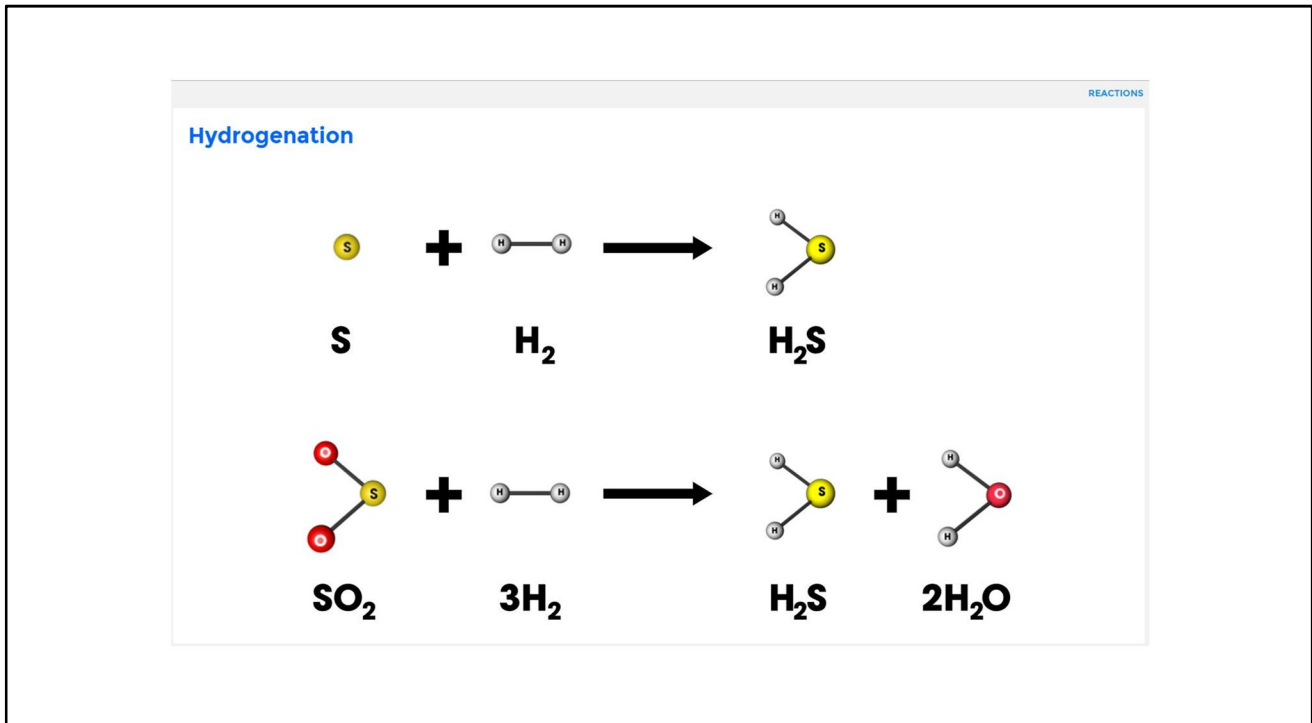 REACTIONS
Hydrogenation
S + H H → H S H
S H₂ H₂S
O S O + H H → H S H + H O H
SO₂ 3H₂ H₂S 2H₂O